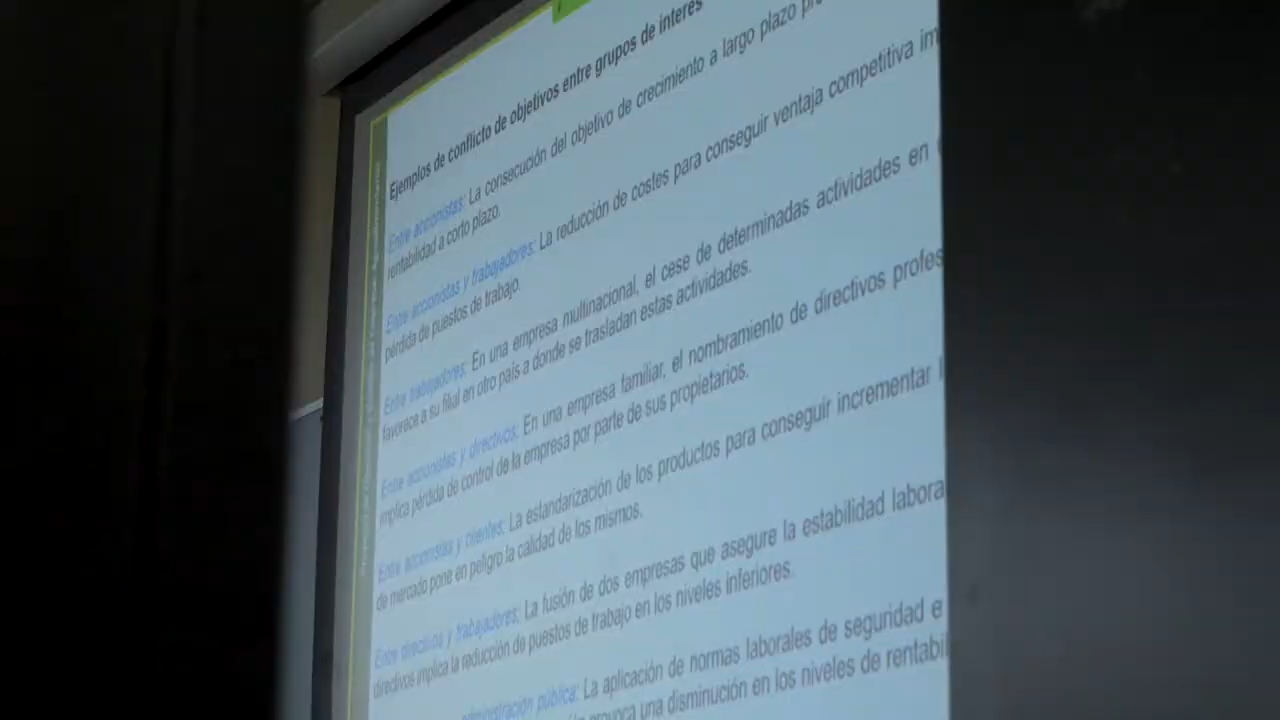 Ejemplos de conflicto de objetivos entre grupos de interés
Entre accionistas: La consecución del objetivo de crecimiento a largo plazo
rentabilidad a corto plazo.
Entre accionistas y trabajadores: La reducción de costes para conseguir ventaja competitiva im
pérdida de puestos de trabajo.
Entre trabajadores: En una empresa multinacional, el cese de determinadas actividades en
favorece a su filial en otro país a donde se trasladan estas actividades.
Entre accionistas y directivos: En una empresa familiar, el nombramiento de directivos profes
implica pérdida de control de la empresa por parte de sus propietarios.
Entre accionistas y clientes: La estandarización de los productos para conseguir incrementar
de mercado pone en peligro la calidad de los mismos.
Entre directivos y trabajadores: La fusión de dos empresas que asegure la estabilidad labora
directivos implica la reducción de puestos de trabajo en los niveles inferiores.
administración pública: La aplicación de normas laborales de seguridad e
provoca una disminución en los niveles de rentabil